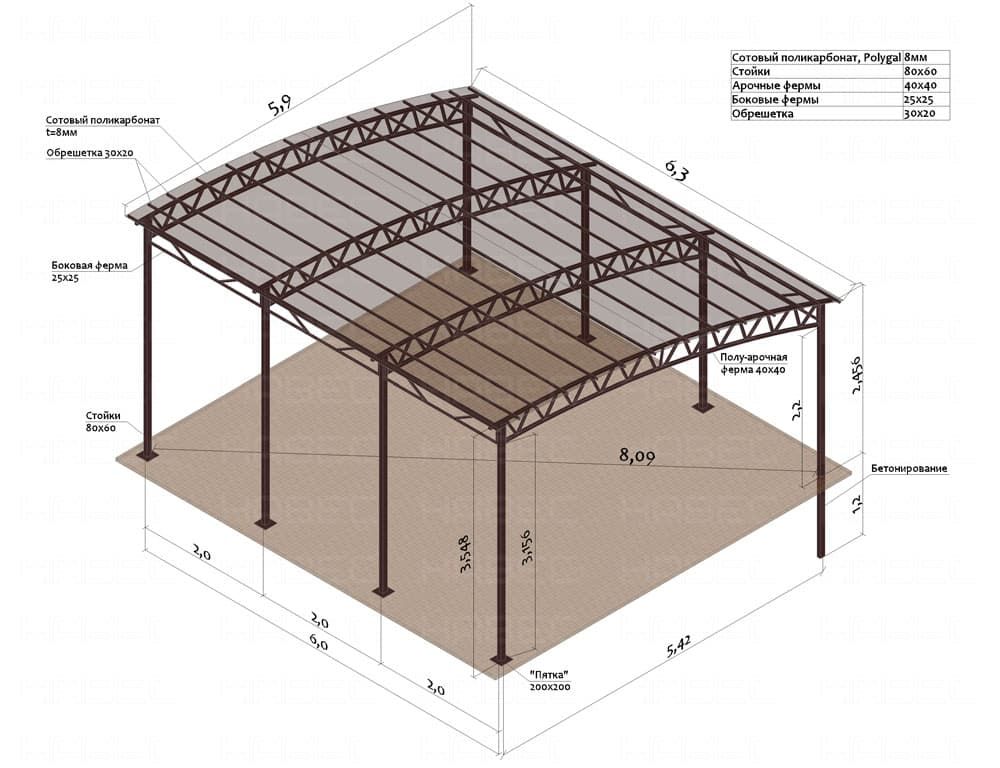 5,9
Сотовый поликарбонат, Polygal 8мм
Стойки 80х60
Арочные фермы 40х40
Боковые фермы 25х25
Обрешетка 30х20
Сотовый поликарбонат
t=8мм
Обрешетка 30х20
6,3
Боковая ферма
25х25
Полу-арочная
ферма 40х40
2,456
2,2
Стойки
80х60
8,09
Бетонирование
1,2
3,548
3,156
2,0
2,0
6,0
2,0
5,42
"Пятка"
200х200